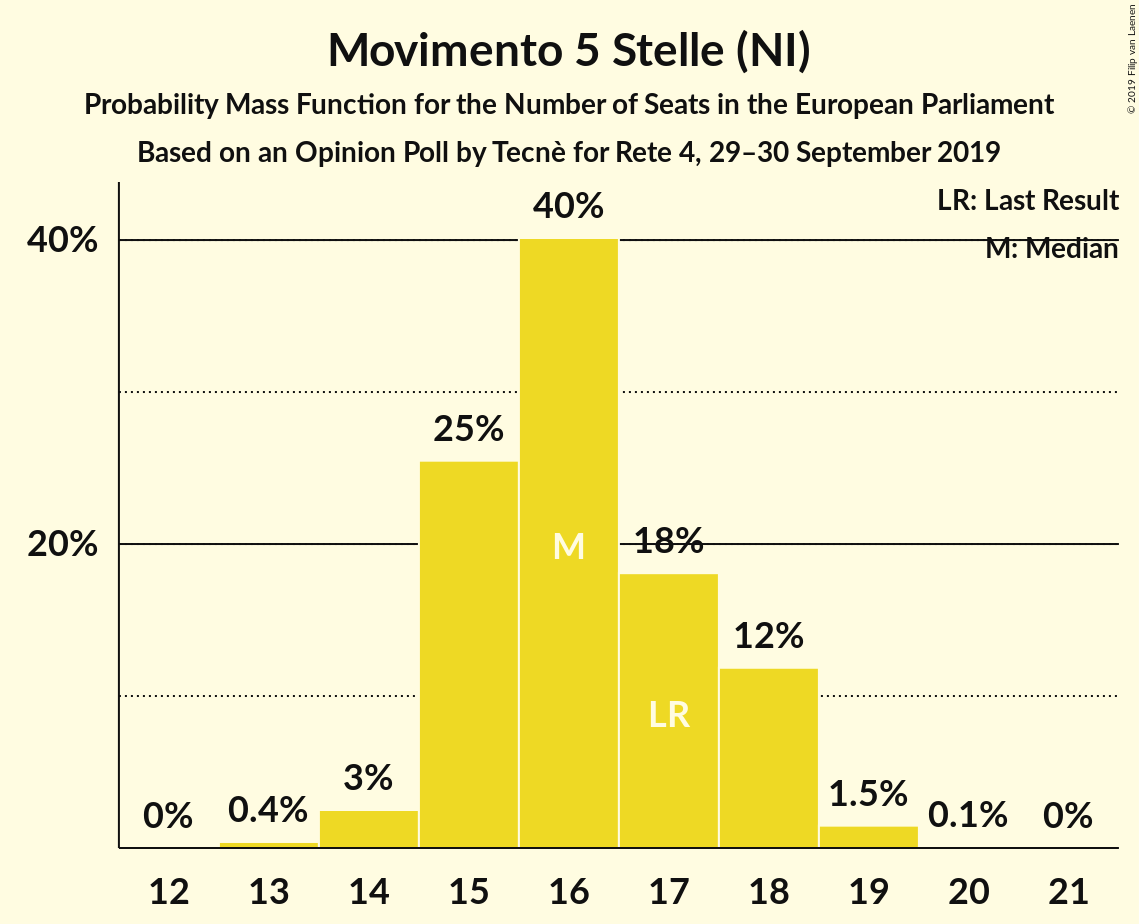 Movimento 5 Stelle (NI)
Probability Mass Function for the Number of Seats in the European Parliament
Based on an Opinion Poll by Tecnè for Rete 4, 29–30 September 2019
© 2019 Filip van Laenen
LR: Last Result
M: Median
40%
20%
0%
0.4%
3%
25%
40%
18%
12%
1.5%
0.1%
0%
M
LR
12 13 14 15 16 17 18 19 20 21